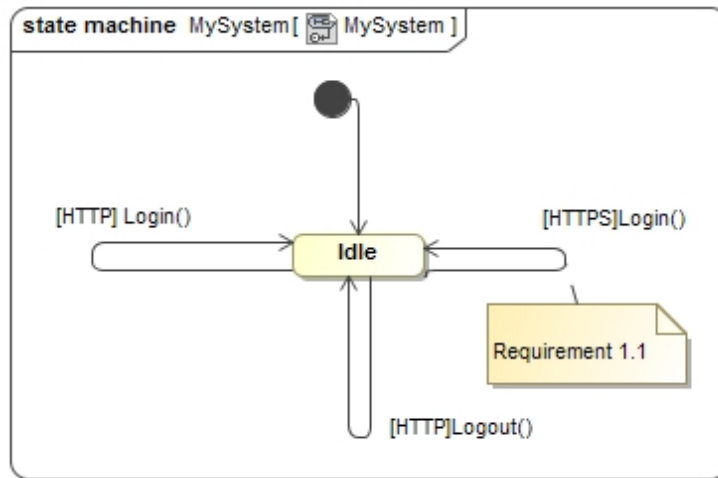 state machine MySystem [ MySystem ]
[HTTP] Login()
[HTTPS]Login()
Idle
Requirement 1.1
[HTTP]Logout()